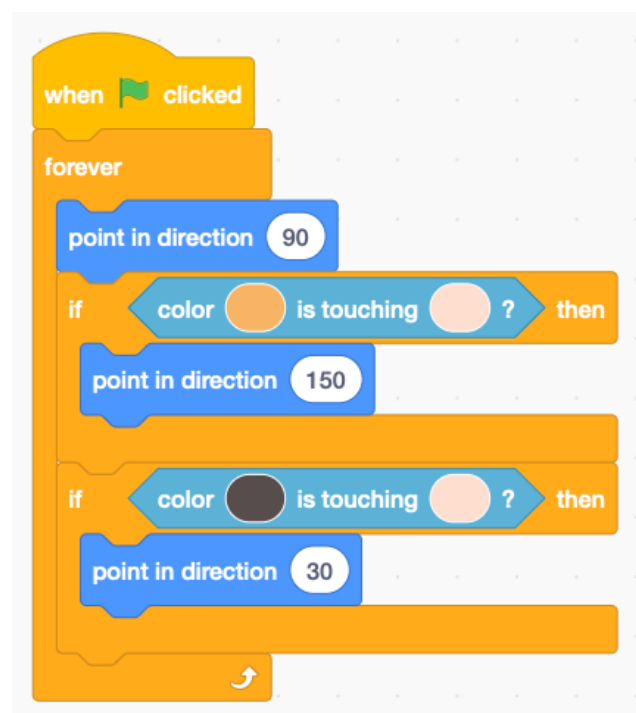 when clicked
forever
point in direction 90
if color is touching ? then
point in direction 150
if color is touching ? then
point in direction 30